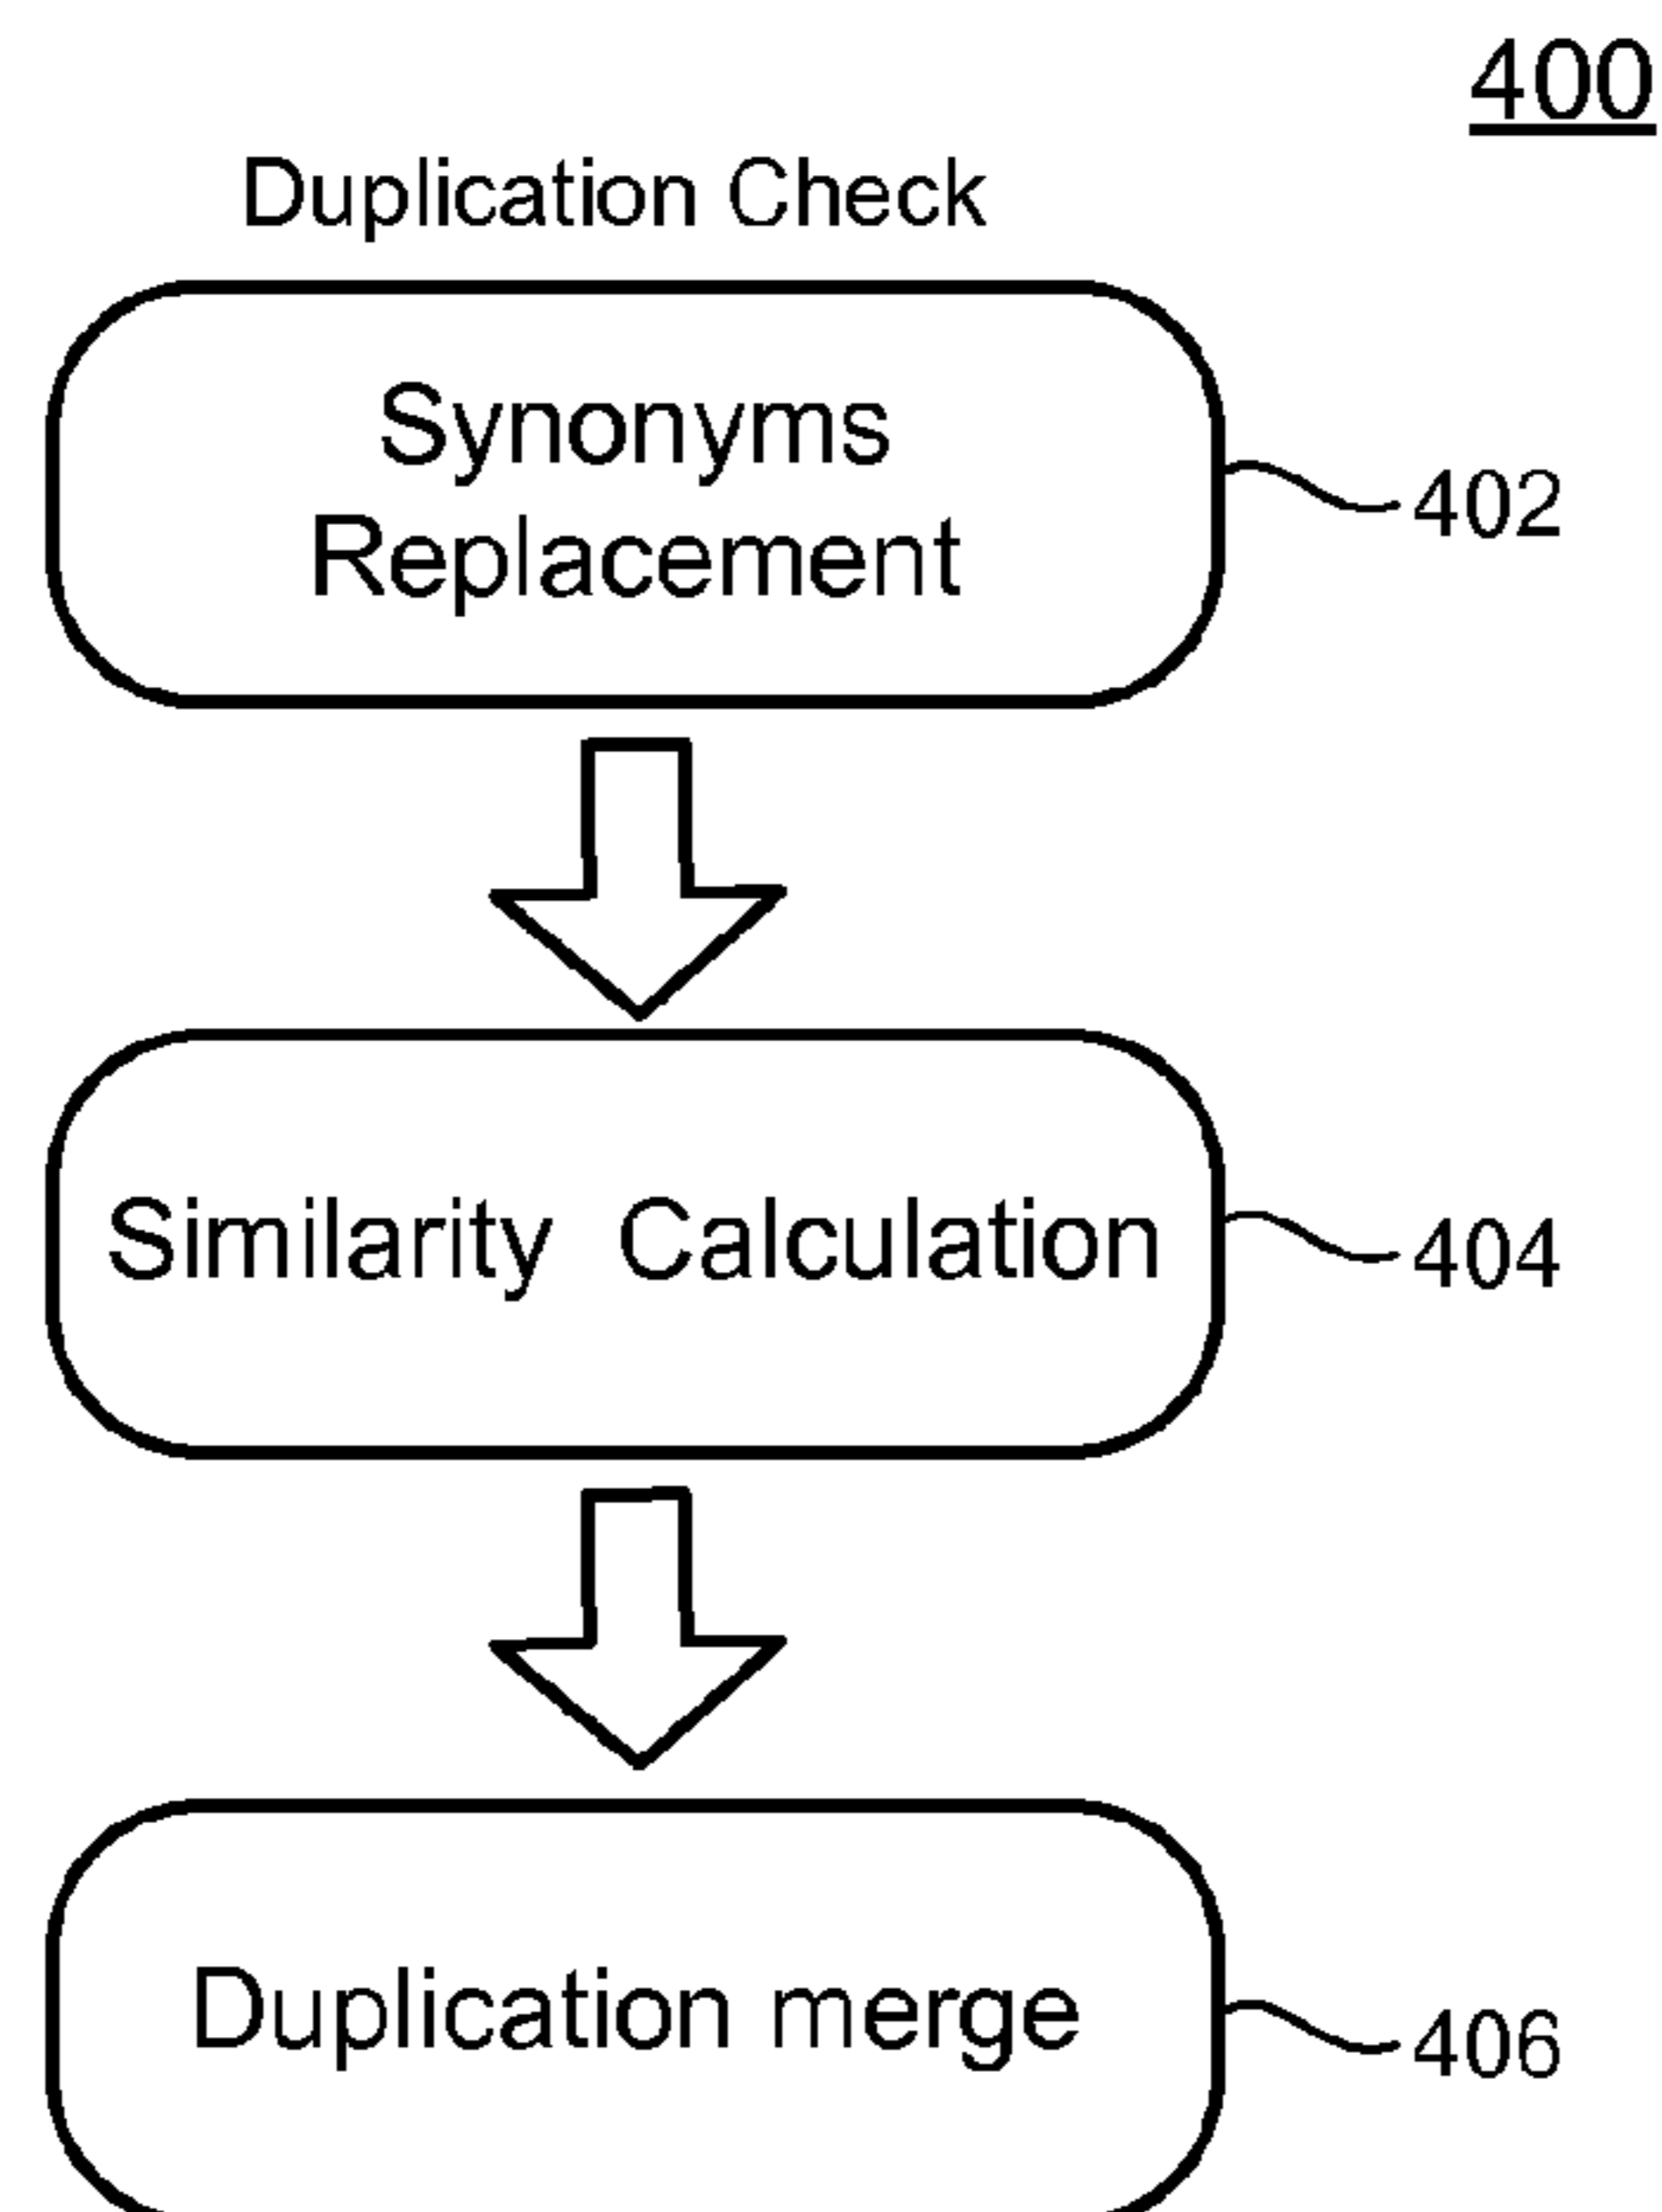 400
Duplication Check
Synonyms
Replacement
402
Similarity Calculation
404
Duplication merge
406